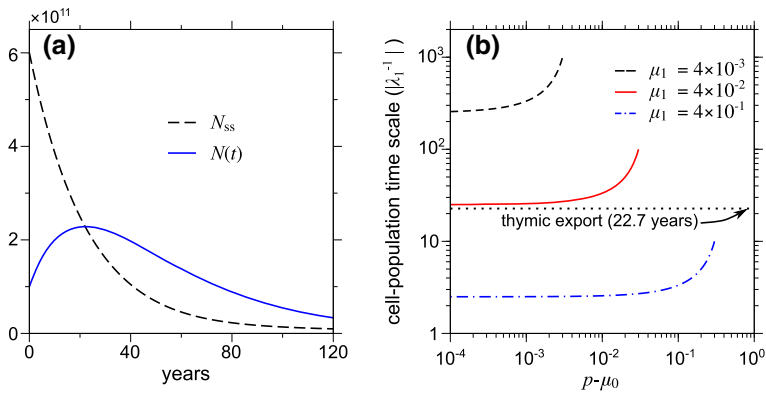 ×10¹¹
(a)
6
4
2
0
N_ss
N(t)
0
40
80
120
years
(b)
cell-population time scale (|λ₁⁻¹|)
10³
10²
10
1
μ₁ = 4×10⁻³
μ₁ = 4×10⁻²
μ₁ = 4×10⁻¹
thymic export (22.7 years)
10⁻⁴
10⁻³
10⁻²
10⁻¹
10⁰
p-μ₀